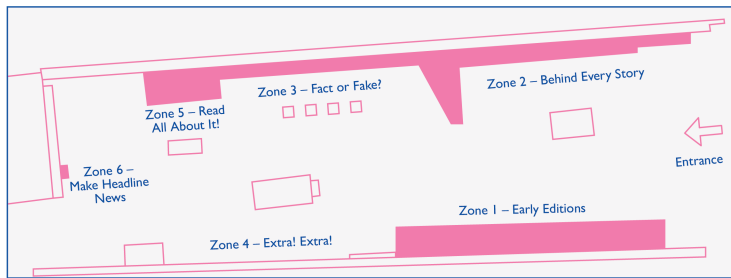 Zone 3 – Fact or Fake?
Zone 2 – Behind Every Story
Zone 5 – Read
All About It!
Entrance
Zone 6 –
Make Headline
News
Zone 1 – Early Editions
Zone 4 – Extra! Extra!